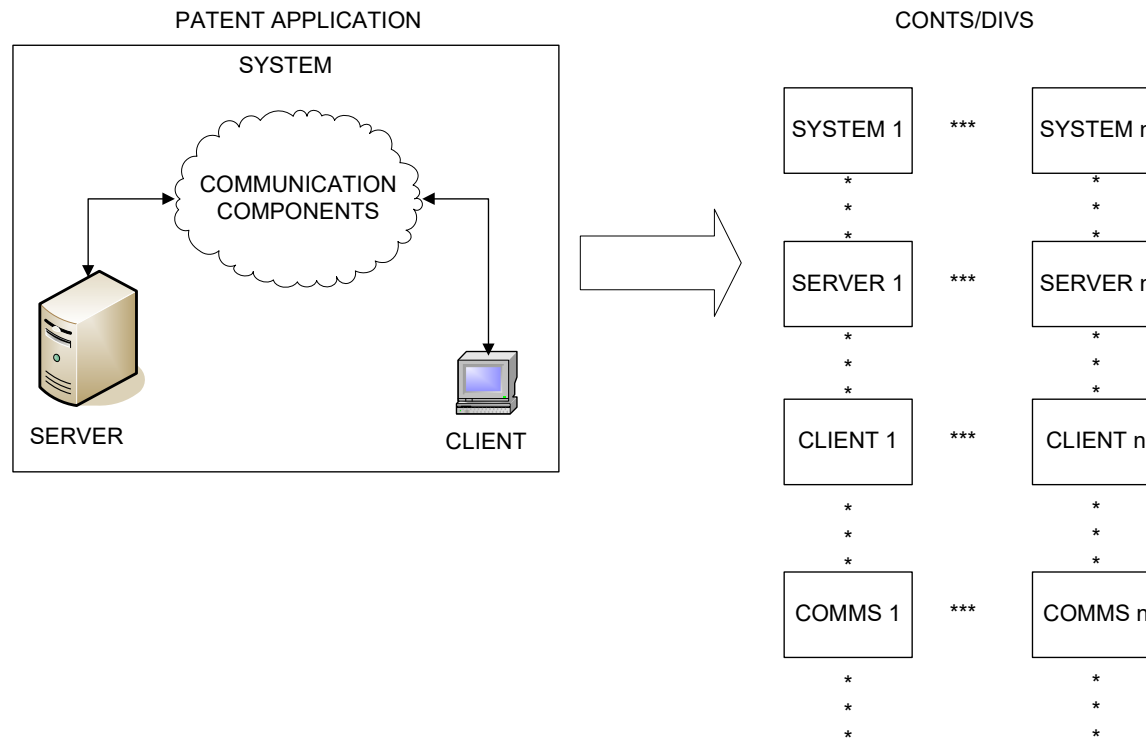 PATENT APPLICATION
SYSTEM
COMMUNICATION
COMPONENTS
SERVER
CLIENT
CONTS/DIVS
SYSTEM 1 *** SYSTEM n
* *
* *
* *
SERVER 1 *** SERVER n
* *
* *
* *
CLIENT 1 *** CLIENT n
* *
* *
* *
COMMS 1 *** COMMS n
* *
* *
* *